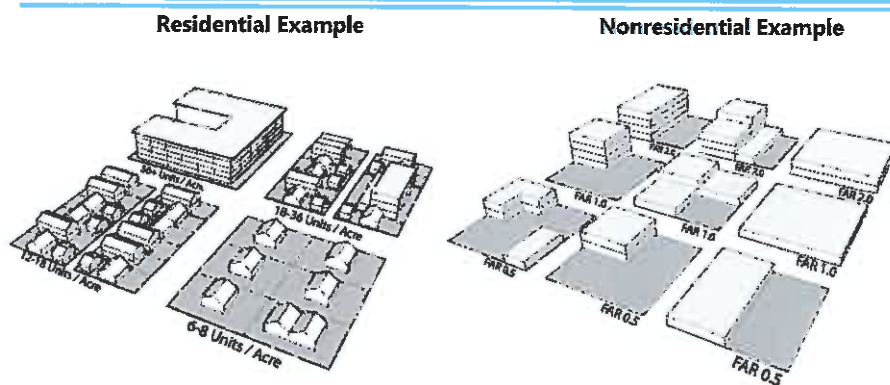 Residential Example
Nonresidential Example
30+ Units / Acre
18-36 Units / Acre
12-18 Units / Acre
6-8 Units / Acre
FAR 2.0
FAR 2.0
FAR 1.0
FAR 1.0
FAR 1.0
FAR 0.5
FAR 0.5
FAR 0.5